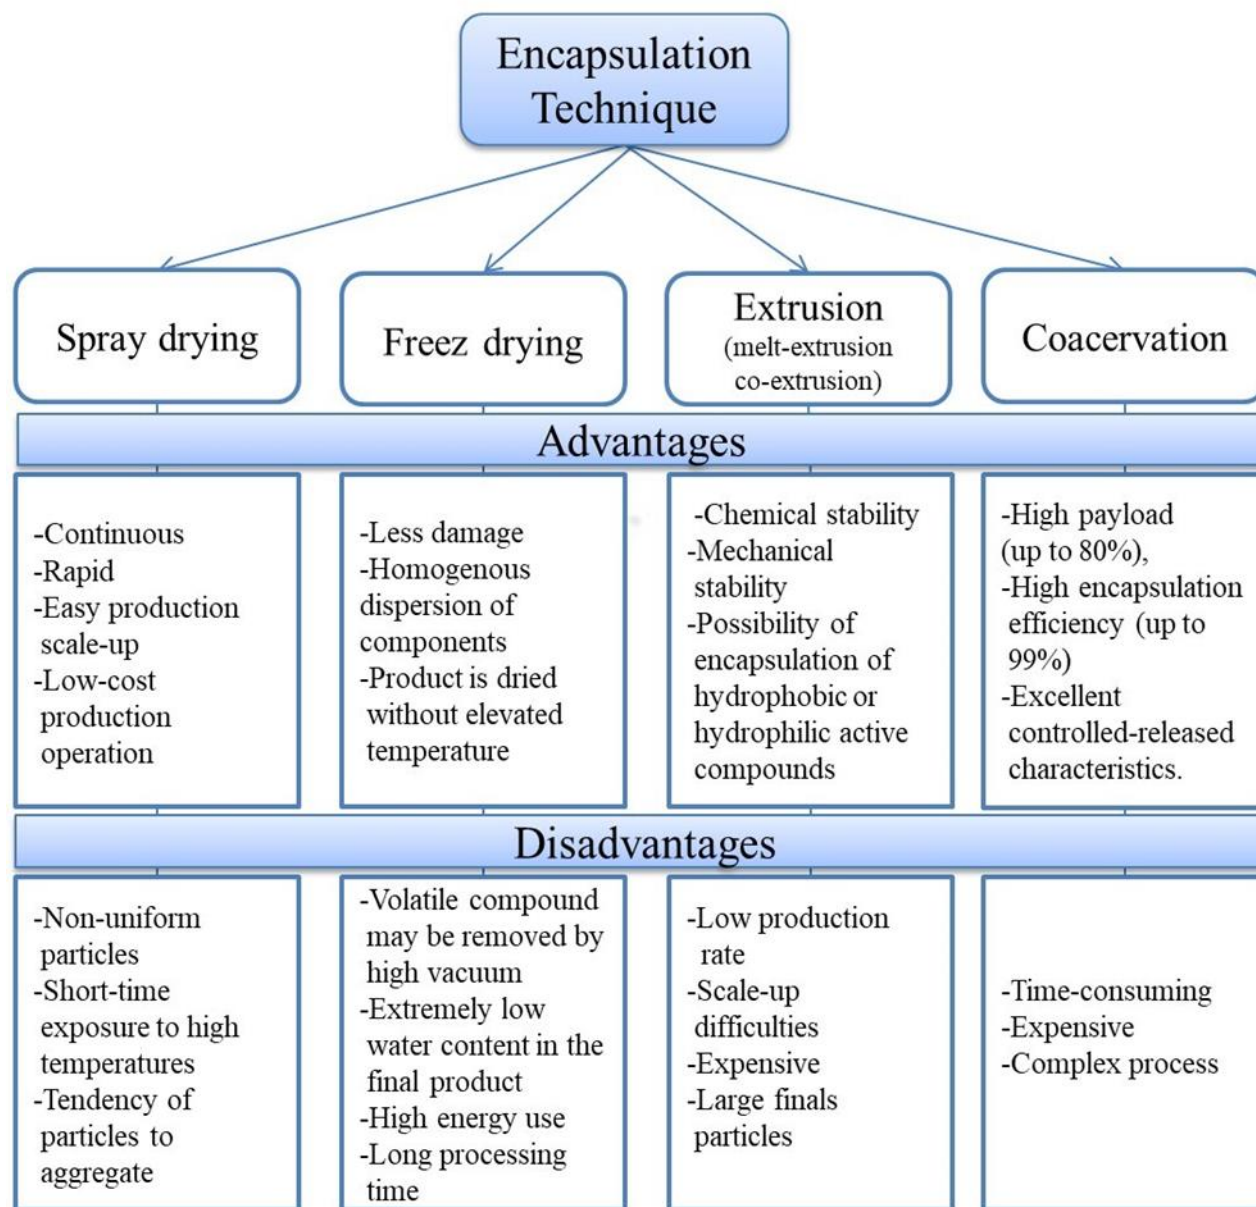 Encapsulation
Technique
Spray drying
Freez drying
Extrusion
(melt-extrusion
co-extrusion)
Coacervation
Advantages
-Continuous
-Rapid
-Easy production
scale-up
-Low-cost
production
operation
-Less damage
-Homogenous
dispersion of
components
-Product is dried
without elevated
temperature
-Chemical stability
-Mechanical
stability
-Possibility of
encapsulation of
hydrophobic or
hydrophilic active
compounds
-High payload
(up to 80%),
-High encapsulation
efficiency (up to
99%)
-Excellent
controlled-released
characteristics.
Disadvantages
-Non-uniform
particles
-Short-time
exposure to high
temperatures
-Tendency of
particles to
aggregate
-Volatile compound
may be removed by
high vacuum
-Extremely low
water content in the
final product
-High energy use
-Long processing
time
-Low production
rate
-Scale-up
difficulties
-Expensive
-Large finals
particles
-Time-consuming
-Expensive
-Complex process